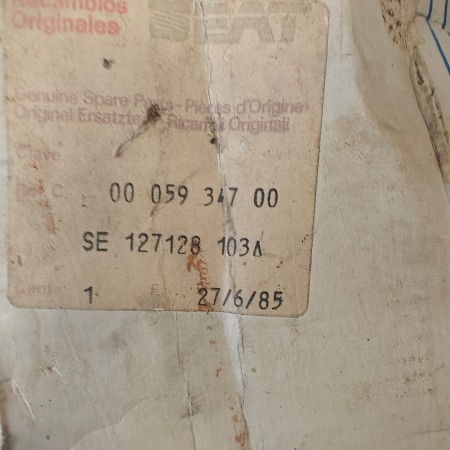 Recambios
Originales
SEAT
Genuine Spare Parts - Pièces d'Origine
Original Ersatzteile Ricambi Originali
Clave
Ref. C. 00 059 347 00
SE 127128 103A
1 27/6/85